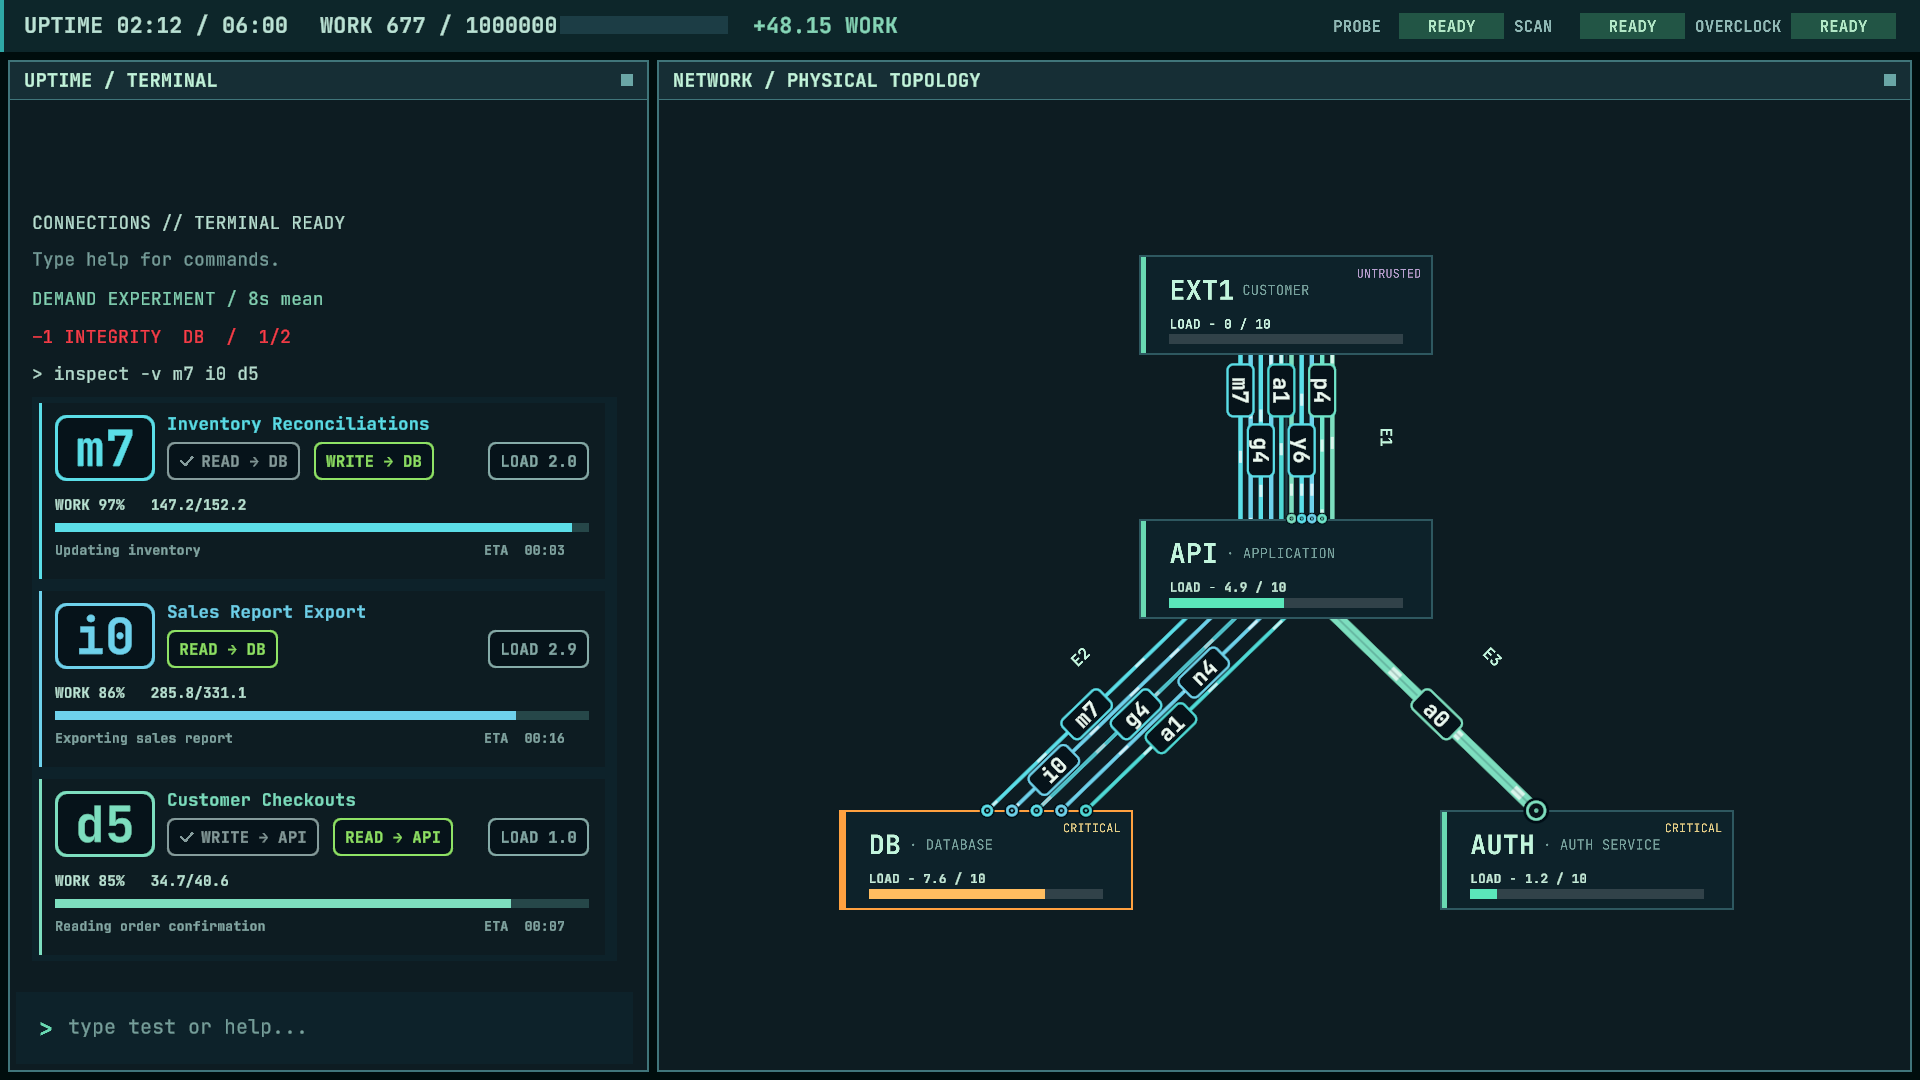 UPTIME 02:12 / 06:00 WORK 677 / 1000000 +48.15 WORK PROBE READY SCAN READY OVERCLOCK READY
UPTIME / TERMINAL
CONNECTIONS // TERMINAL READY
Type help for commands.
DEMAND EXPERIMENT / 8s mean
−1 INTEGRITY DB / 1/2
> inspect -v m7 i0 d5
m7 Inventory Reconciliations
✓ READ → DB WRITE → DB LOAD 2.0
WORK 97% 147.2/152.2
Updating inventory ETA 00:03
i0 Sales Report Export
READ → DB LOAD 2.9
WORK 86% 285.8/331.1
Exporting sales report ETA 00:16
d5 Customer Checkouts
✓ WRITE → API READ → API LOAD 1.0
WORK 85% 34.7/40.6
Reading order confirmation ETA 00:07
> type test or help...
NETWORK / PHYSICAL TOPOLOGY
UNTRUSTED
EXT1 CUSTOMER
LOAD - 0 / 10
m7 a1 p4
g4 y6
E1
API · APPLICATION
LOAD - 4.9 / 10
E2
E3
n4
m7 g4 a1
i0
a0
CRITICAL
DB · DATABASE
LOAD - 7.6 / 10
CRITICAL
AUTH · AUTH SERVICE
LOAD - 1.2 / 10